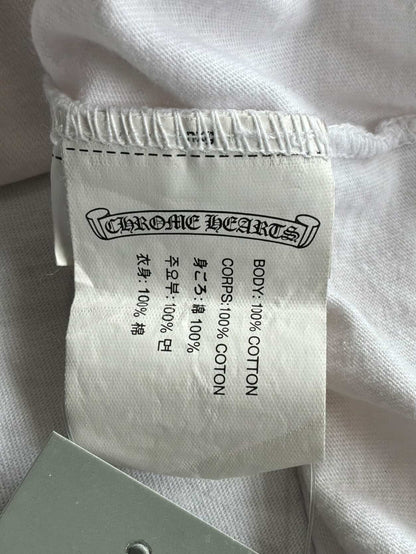 CHROME HEARTS
BODY: 100% COTTON
CORPS:100% COTON
身ごろ: 綿 100%
주요부: 100% 면
衣身: 100% 棉